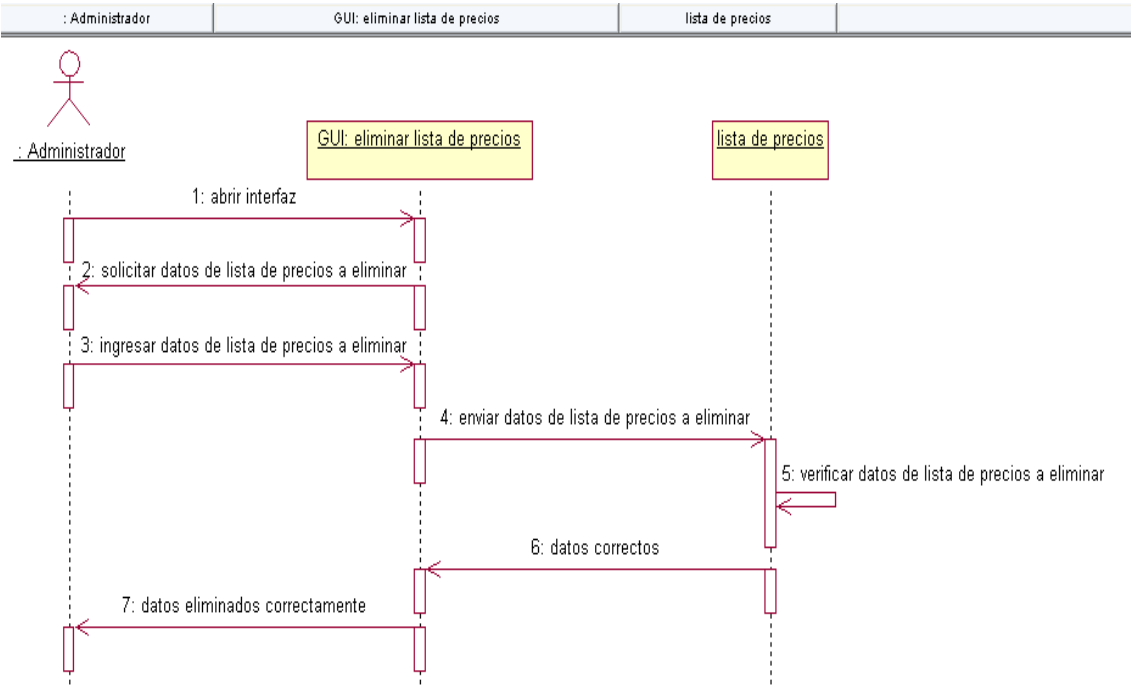 : Administrador
GUI: eliminar lista de precios
lista de precios
: Administrador
GUI: eliminar lista de precios
lista de precios
1: abrir interfaz
2: solicitar datos de lista de precios a eliminar
3: ingresar datos de lista de precios a eliminar
4: enviar datos de lista de precios a eliminar
5: verificar datos de lista de precios a eliminar
6: datos correctos
7: datos eliminados correctamente